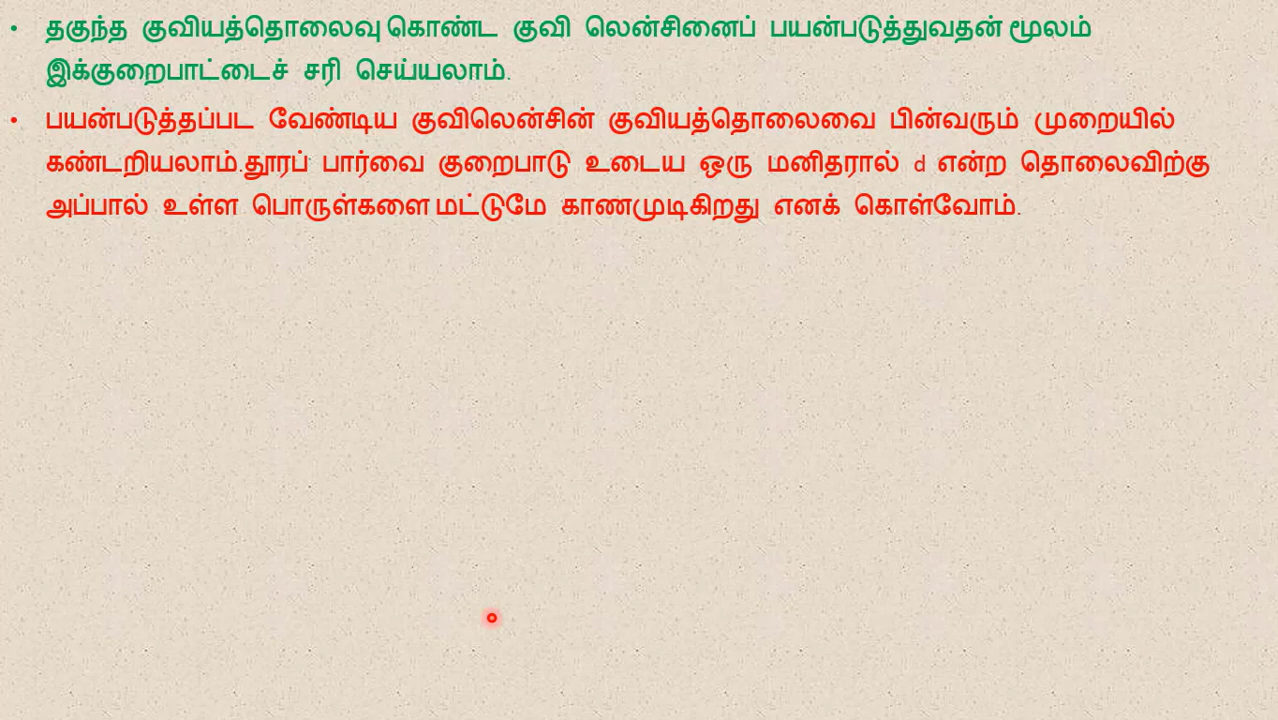 • தகுந்த குவியத்தொலைவு கொண்ட குவி லென்சினைப் பயன்படுத்துவதன் மூலம்
இக்குறைபாட்டைச் சரி செய்யலாம்.
• பயன்படுத்தப்பட வேண்டிய குவிலென்சின் குவியத்தொலைவை பின்வரும் முறையில்
கண்டறியலாம்.தூரப் பார்வை குறைபாடு உடைய ஒரு மனிதரால் d என்ற தொலைவிற்கு
அப்பால் உள்ள பொருள்களை மட்டுமே காணமுடிகிறது எனக் கொள்வோம்.